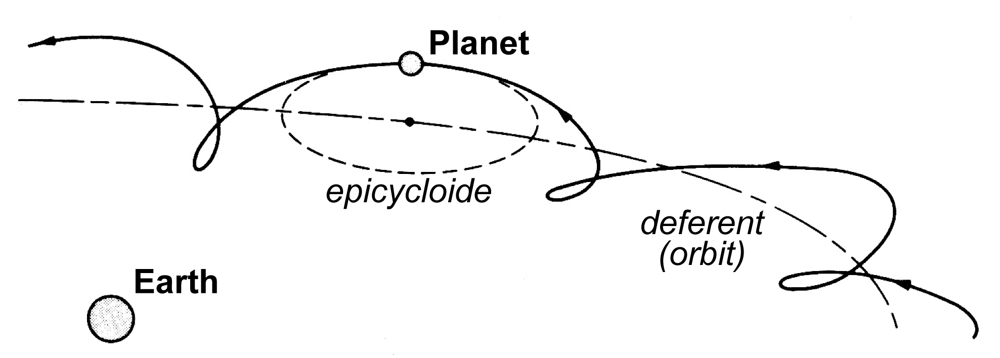 Planet
epicycloide
deferent
(orbit)
Earth